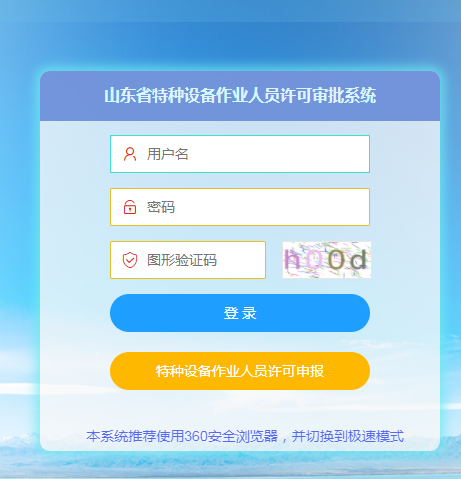 山东省特种设备作业人员许可审批系统
用户名
密码
图形验证码
登 录
特种设备作业人员许可申报
本系统推荐使用360安全浏览器，并切换到极速模式